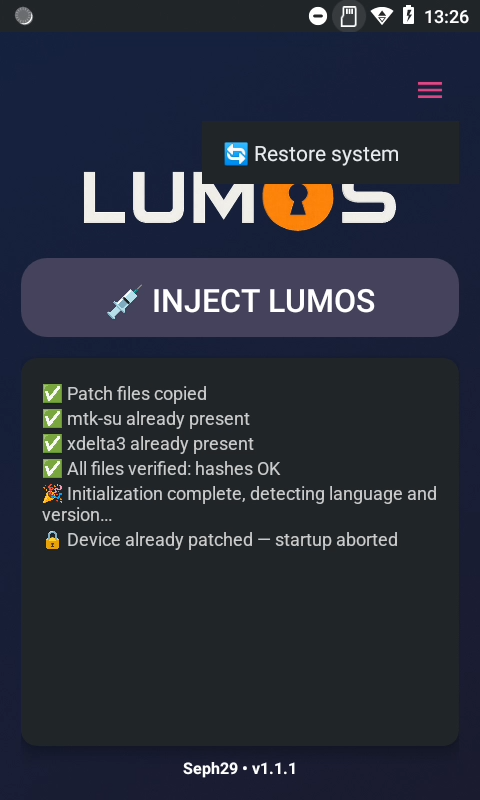 13:26
🔄 Restore system
LUMOS
💉 INJECT LUMOS
✅ Patch files copied
✅ mtk-su already present
✅ xdelta3 already present
✅ All files verified: hashes OK
🎉 Initialization complete, detecting language and
version...
🔒 Device already patched — startup aborted
Seph29 • v1.1.1